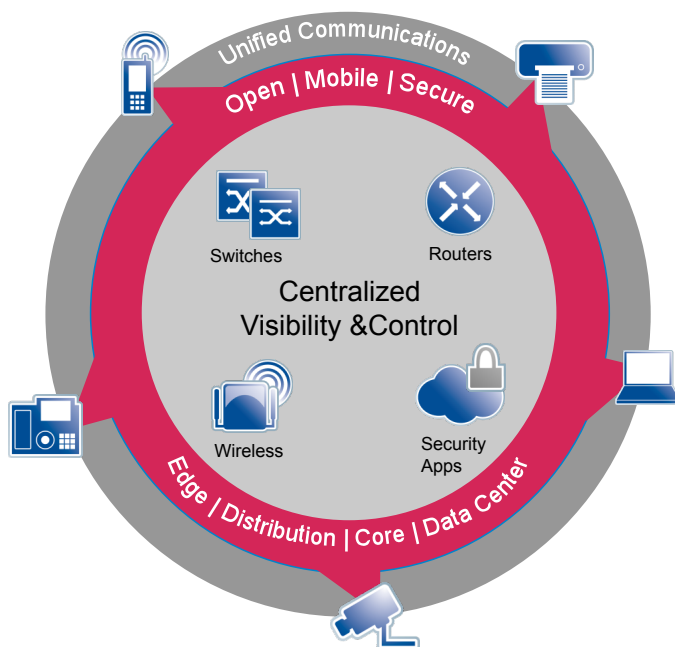 Unified Communications
Open | Mobile | Secure
Switches
Routers
Centralized
Visibility &Control
Wireless
Security
Apps
Edge | Distribution | Core | Data Center